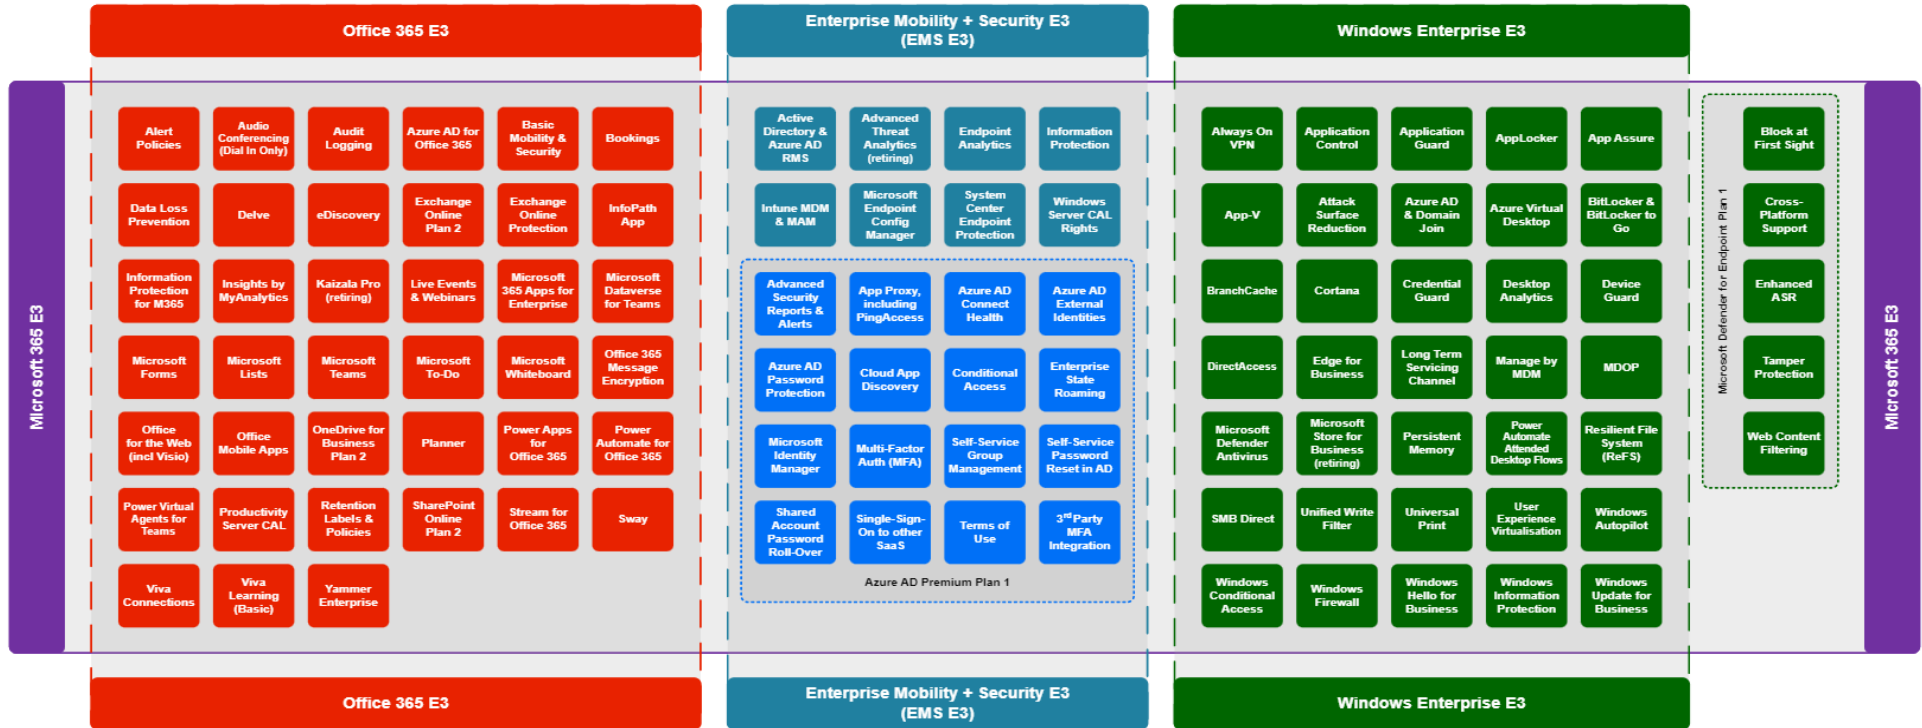 Office 365 E3
Enterprise Mobility + Security E3
(EMS E3)
Windows Enterprise E3
Microsoft 365 E3
Alert
Policies
Audio
Conferencing
(Dial In Only)
Audit
Logging
Azure AD for
Office 365
Basic
Mobility &
Security
Bookings
Data Loss
Prevention
Delve
eDiscovery
Exchange
Online
Plan 2
Exchange
Online
Protection
InfoPath
App
Information
Protection
for M365
Insights by
MyAnalytics
Kaizala Pro
(retiring)
Live Events
& Webinars
Microsoft
365 Apps for
Enterprise
Microsoft
Dataverse
for Teams
Microsoft
Forms
Microsoft
Lists
Microsoft
Teams
Microsoft
To-Do
Microsoft
Whiteboard
Office 365
Message
Encryption
Office
for the Web
(incl Visio)
Office
Mobile Apps
OneDrive for
Business
Plan 2
Planner
Power Apps
for
Office 365
Power
Automate for
Office 365
Power Virtual
Agents for
Teams
Productivity
Server CAL
Retention
Labels &
Policies
SharePoint
Online
Plan 2
Stream for
Office 365
Sway
Viva
Connections
Viva
Learning
(Basic)
Yammer
Enterprise
Active
Directory &
Azure AD
RMS
Advanced
Threat
Analytics
(retiring)
Endpoint
Analytics
Information
Protection
Intune MDM
& MAM
Microsoft
Endpoint
Config
Manager
System
Center
Endpoint
Protection
Windows
Server CAL
Rights
Advanced
Security
Reports &
Alerts
App Proxy,
including
PingAccess
Azure AD
Connect
Health
Azure AD
External
Identities
Azure AD
Password
Protection
Cloud App
Discovery
Conditional
Access
Enterprise
State
Roaming
Microsoft
Identity
Manager
Multi-Factor
Auth (MFA)
Self-Service
Group
Management
Self-Service
Password
Reset in AD
Shared
Account
Password
Roll-Over
Single-Sign-
On to other
SaaS
Terms of
Use
3rd Party
MFA
Integration
Azure AD Premium Plan 1
Always On
VPN
Application
Control
Application
Guard
AppLocker
App Assure
App-V
Attack
Surface
Reduction
Azure AD
& Domain
Join
Azure Virtual
Desktop
BitLocker &
BitLocker to
Go
BranchCache
Cortana
Credential
Guard
Desktop
Analytics
Device
Guard
DirectAccess
Edge for
Business
Long Term
Servicing
Channel
Manage by
MDM
MDOP
Microsoft
Defender
Antivirus
Microsoft
Store for
Business
(retiring)
Persistent
Memory
Power
Automate
Attended
Desktop Flows
Resilient File
System
(ReFS)
SMB Direct
Unified Write
Filter
Universal
Print
User
Experience
Virtualisation
Windows
Autopilot
Windows
Conditional
Access
Windows
Firewall
Windows
Hello for
Business
Windows
Information
Protection
Windows
Update for
Business
Microsoft Defender for Endpoint Plan 1
Block at
First Sight
Cross-
Platform
Support
Enhanced
ASR
Tamper
Protection
Web Content
Filtering
Microsoft 365 E3
Office 365 E3
Enterprise Mobility + Security E3
(EMS E3)
Windows Enterprise E3